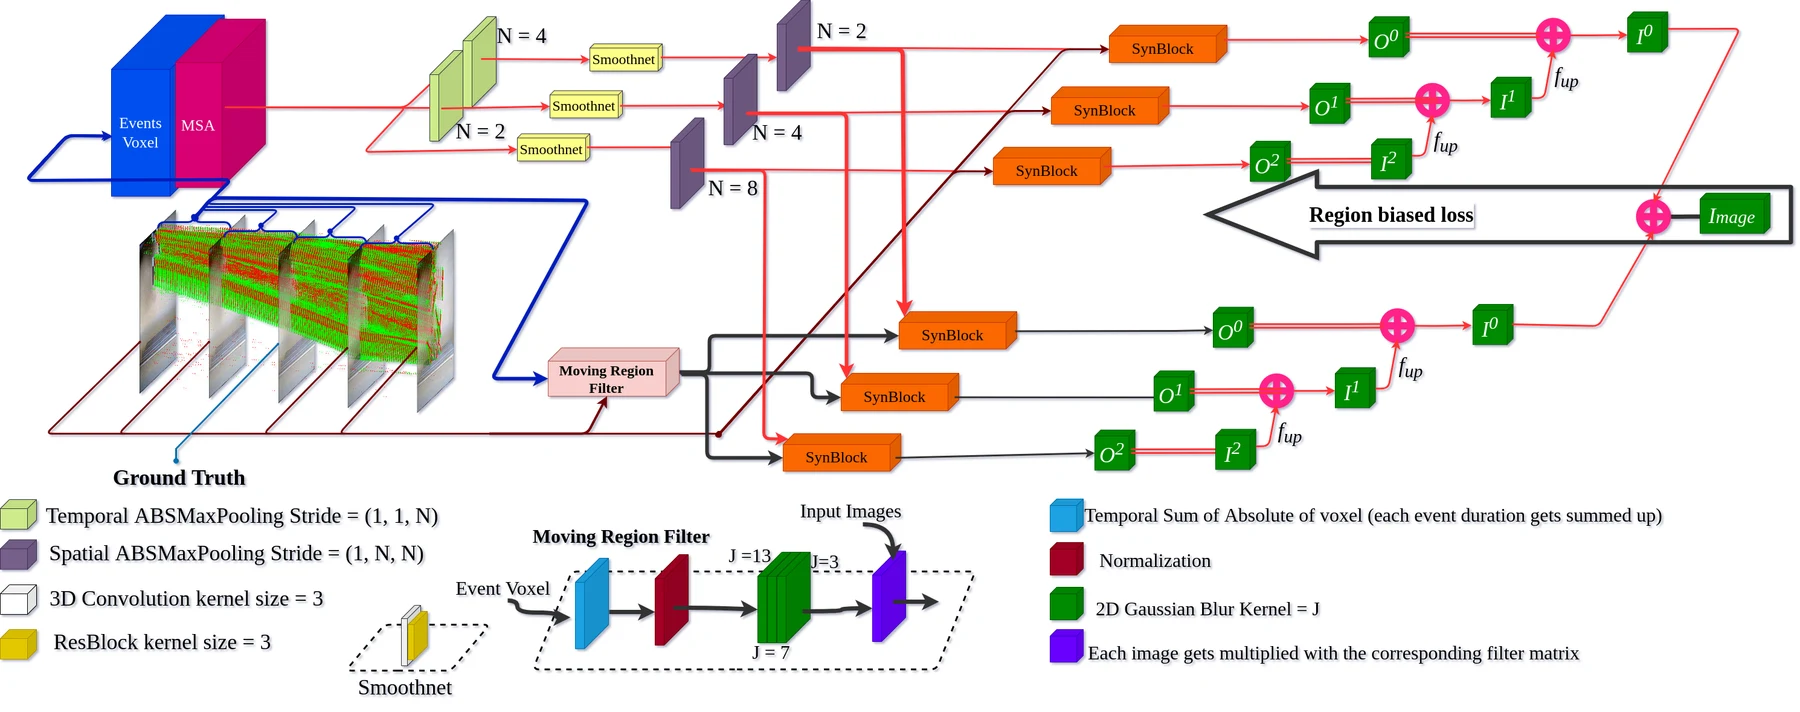 Events
Voxel
MSA
N = 4
N = 2
Smoothnet
Smoothnet
Smoothnet
N = 2
N = 4
N = 8
SynBlock
SynBlock
SynBlock
O⁰
I⁰
O¹
I¹
O²
I²
fup
fup
Region biased loss
Image
Moving Region
Filter
SynBlock
SynBlock
SynBlock
O⁰
I⁰
O¹
I¹
O²
I²
fup
fup
Ground Truth
Temporal ABSMaxPooling Stride = (1, 1, N)
Spatial ABSMaxPooling Stride = (1, N, N)
3D Convolution kernel size = 3
ResBlock kernel size = 3
Smoothnet
Moving Region Filter
Input Images
Event Voxel
J =13
J=3
J = 7
Temporal Sum of Absolute of voxel (each event duration gets summed up)
Normalization
2D Gaussian Blur Kernel = J
Each image gets multiplied with the corresponding filter matrix